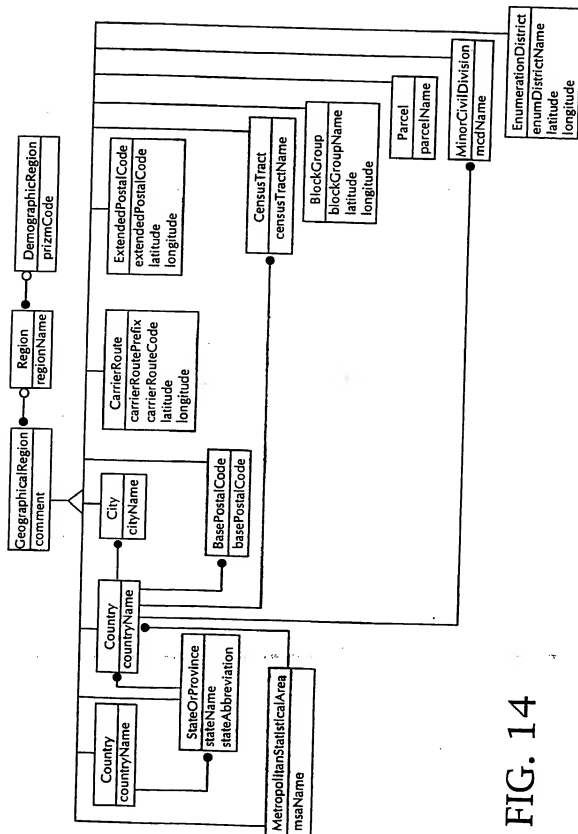 GeographicalRegion
comment
Region
regionName
DemographicRegion
prizmCode
Country
countryName
StateOrProvince
stateName
stateAbbreviation
Country
countryName
City
cityName
BasePostalCode
basePostalCode
CarrierRoute
carrierRoutePrefix
carrierRouteCode
latitude
longitude
ExtendedPostalCode
extendedPostalCode
latitude
longitude
CensusTract
censusTractName
BlockGroup
blockGroupName
latitude
longitude
Parcel
parcelName
MinorCivilDivision
mcdName
EnumerationDistrict
enumDistrictName
latitude
longitude
MetropolitanStatisticalArea
msaName
FIG. 14